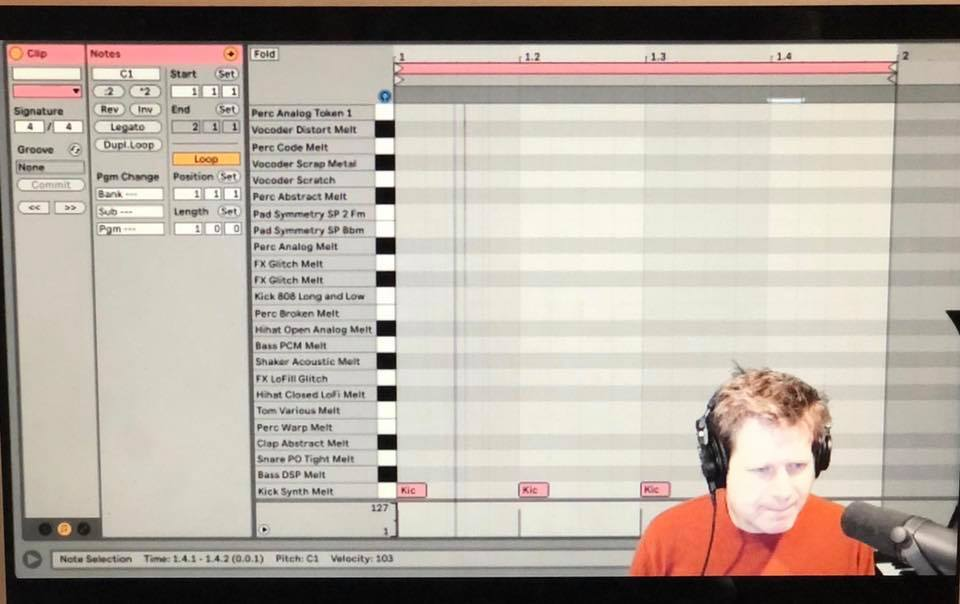 Clip
Notes
Fold
1
1.2
1.3
1.4
2
C1
Start Set
:2 *2
1 1 1
Signature
Rev Inv
End Set
4 / 4
Legato
2 1 1
Groove
Dupl.Loop
None
Loop
Commit
Pgm Change
Position Set
<< >>
Bank ---
1 1 1
Sub ---
Length Set
Pgm ---
1 0 0
Perc Analog Token 1
Vocoder Distort Melt
Perc Code Melt
Vocoder Scrap Metal
Vocoder Scratch
Perc Abstract Melt
Pad Symmetry SP 2 Fm
Pad Symmetry SP Bbm
Perc Analog Melt
FX Glitch Melt
FX Glitch Melt
Kick 808 Long and Low
Perc Broken Melt
Hihat Open Analog Melt
Bass PCM Melt
Shaker Acoustic Melt
FX LoFill Glitch
Hihat Closed LoFi Melt
Tom Various Melt
Perc Warp Melt
Clap Abstract Melt
Snare PO Tight Melt
Bass DSP Melt
Kick Synth Melt
Kic
Kic
Kic
127
1
Note Selection Time: 1.4.1 - 1.4.2 (0.0.1) Pitch: C1 Velocity: 103